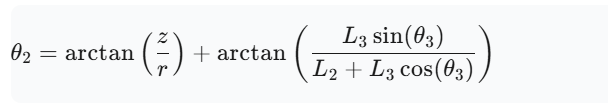 θ₂ = arctan(z/r) + arctan(L₃ sin(θ₃)/(L₂ + L₃ cos(θ₃)))